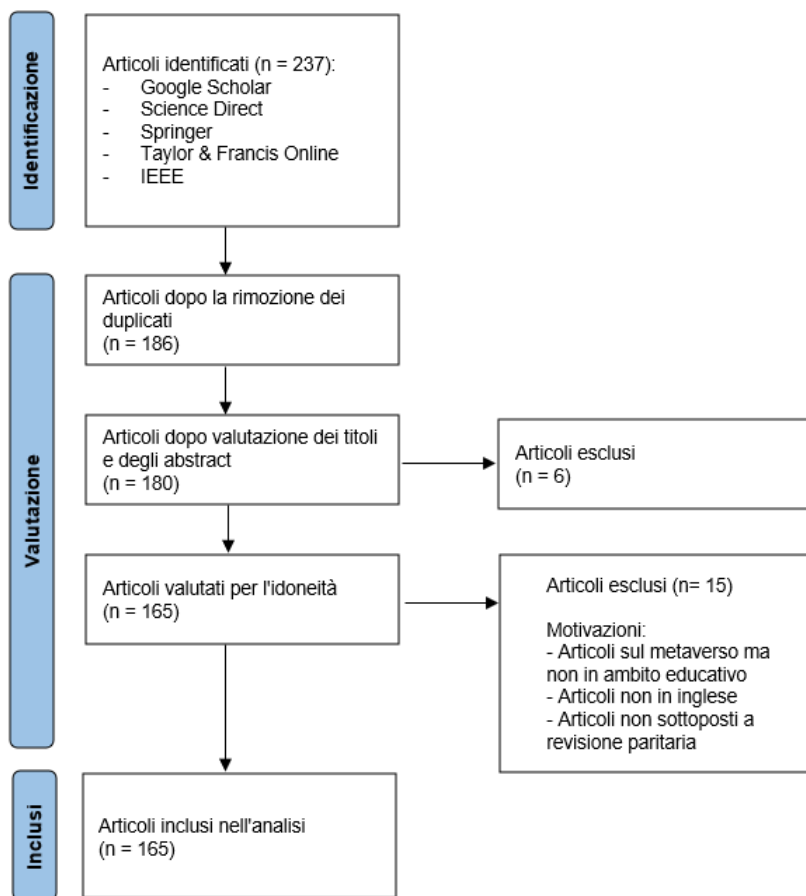 Identificazione
Articoli identificati (n = 237):
- Google Scholar
- Science Direct
- Springer
- Taylor & Francis Online
- IEEE
Valutazione
Articoli dopo la rimozione dei
duplicati
(n = 186)
Articoli dopo valutazione dei titoli
e degli abstract
(n = 180)
Articoli esclusi
(n = 6)
Articoli valutati per l'idoneità
(n = 165)
Articoli esclusi (n= 15)
Motivazioni:
- Articoli sul metaverso ma
non in ambito educativo
- Articoli non in inglese
- Articoli non sottoposti a
revisione paritaria
Inclusi
Articoli inclusi nell'analisi
(n = 165)